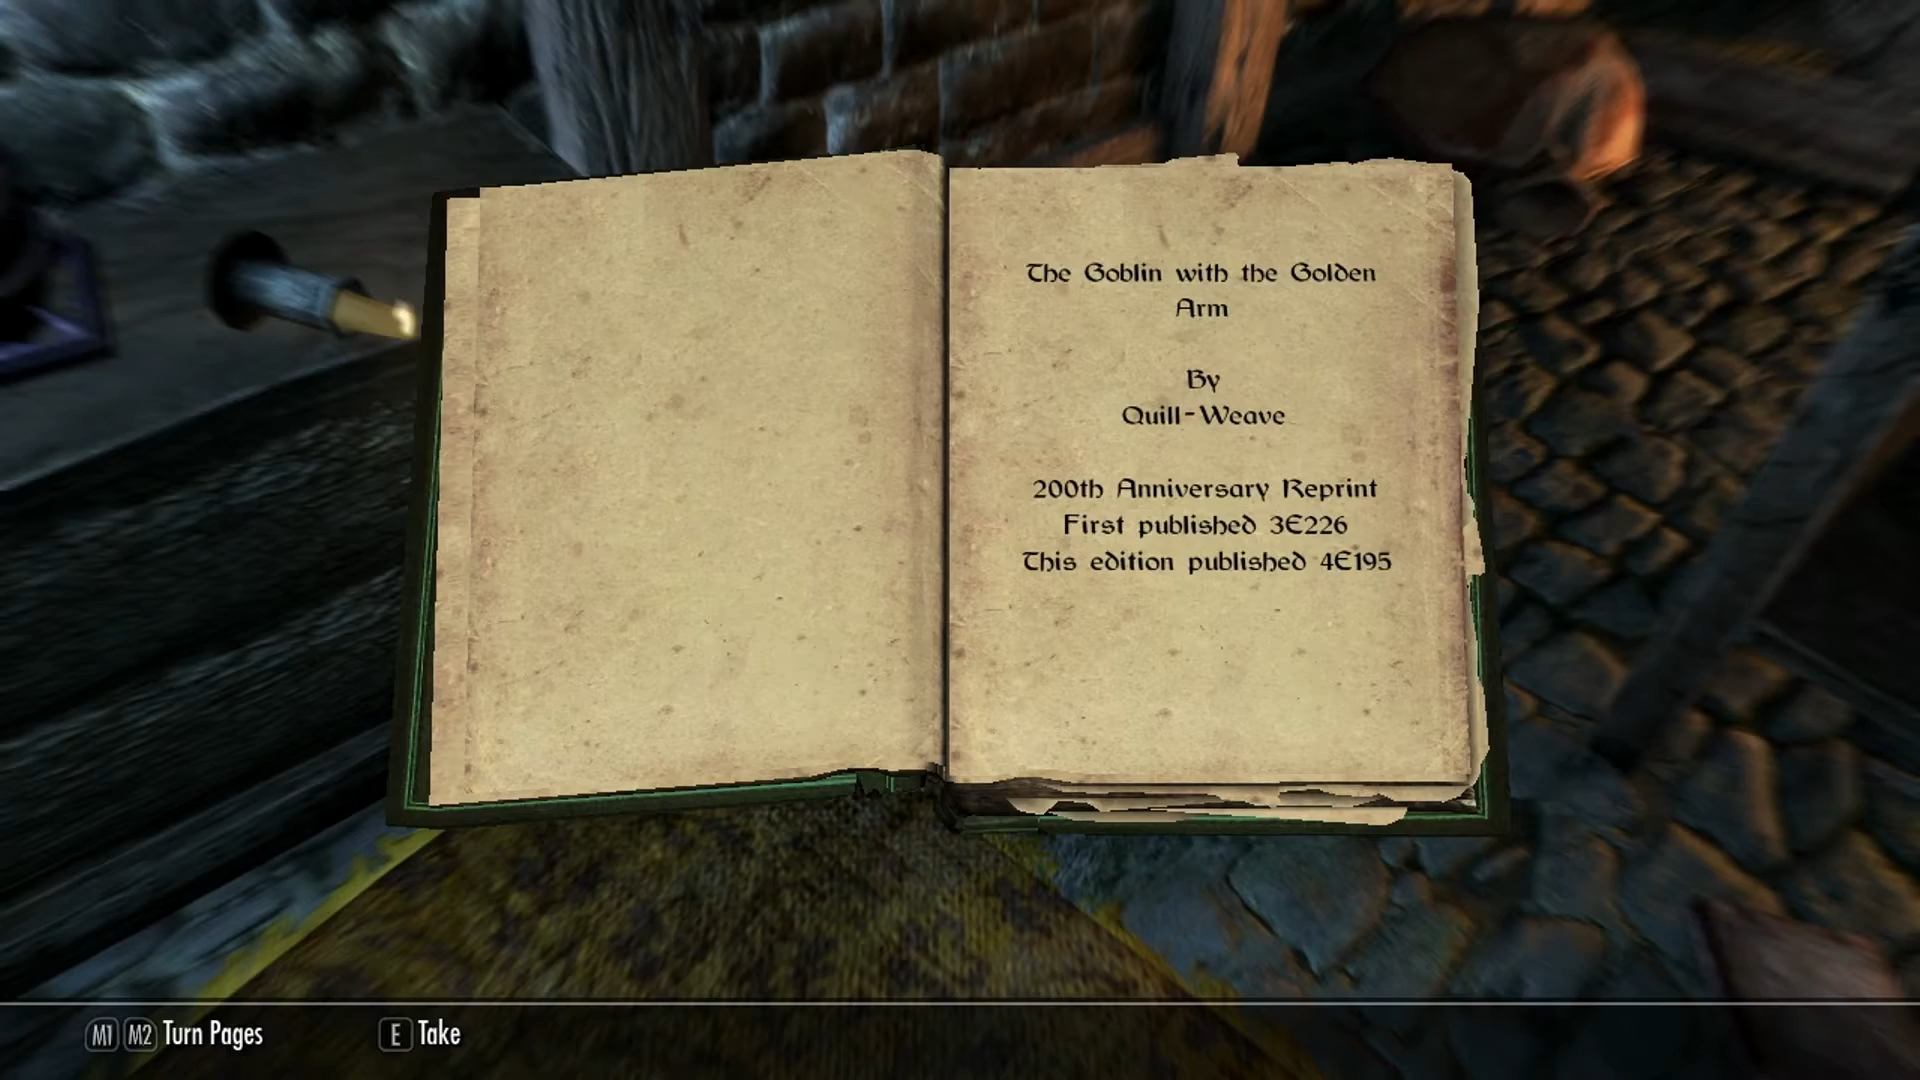 The Goblin with the Golden
Arm
By
Quill-Weave
200th Anniversary Reprint
First published 3E226
This edition published 4E195
M1 M2 Turn Pages
E Take